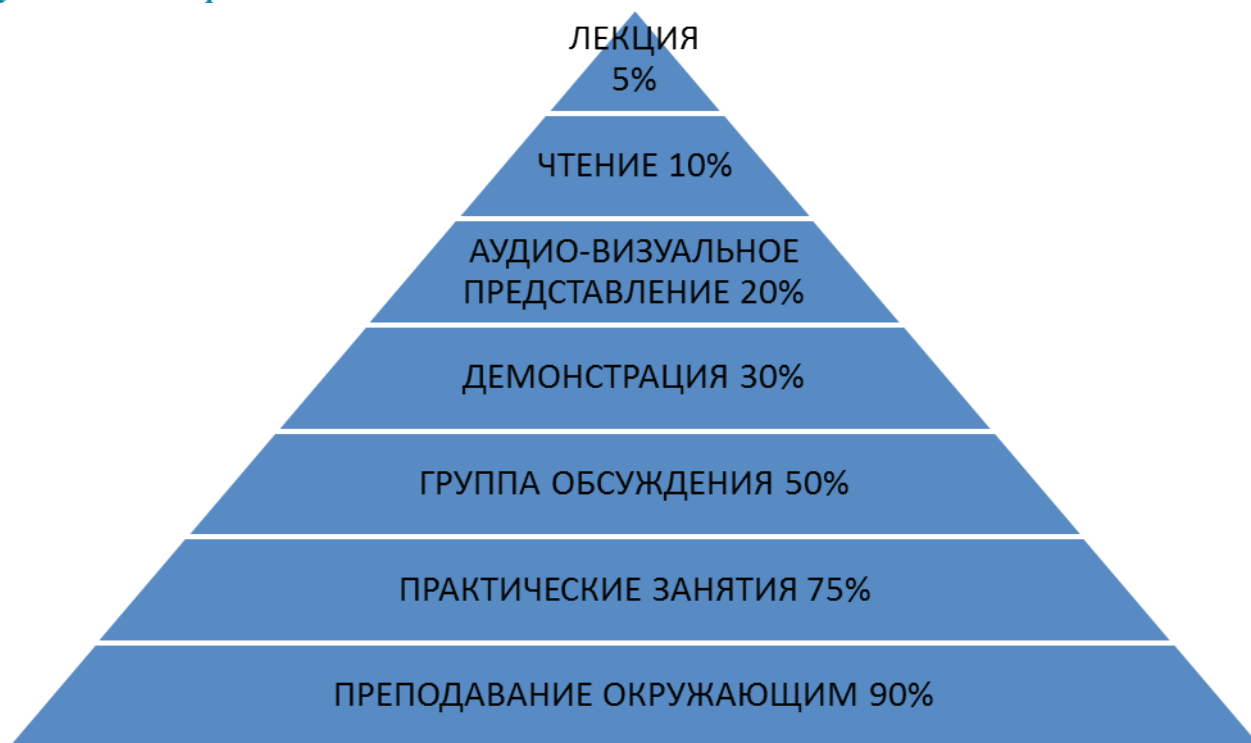 ЛЕКЦИЯ
5%
ЧТЕНИЕ 10%
АУДИО-ВИЗУАЛЬНОЕ
ПРЕДСТАВЛЕНИЕ 20%
ДЕМОНСТРАЦИЯ 30%
ГРУППА ОБСУЖДЕНИЯ 50%
ПРАКТИЧЕСКИЕ ЗАНЯТИЯ 75%
ПРЕПОДАВАНИЕ ОКРУЖАЮЩИМ 90%